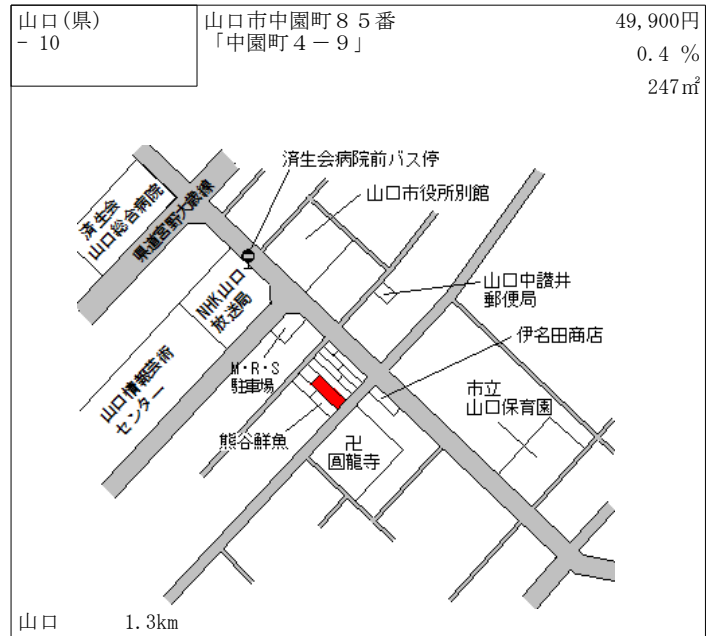 山口(県)
- 10
山口市中園町８５番
「中園町４－９」
49,900円
0.4 %
247㎡
済生会病院前バス停
山口市役所別館
済生会
山口総合病院
県道宮野大歳線
NHK山口
放送局
山口中讃井
郵便局
伊名田商店
M・R・S
駐車場
山口情報芸術
センター
市立
山口保育園
熊谷鮮魚
卍
圓龍寺
山口 1.3km